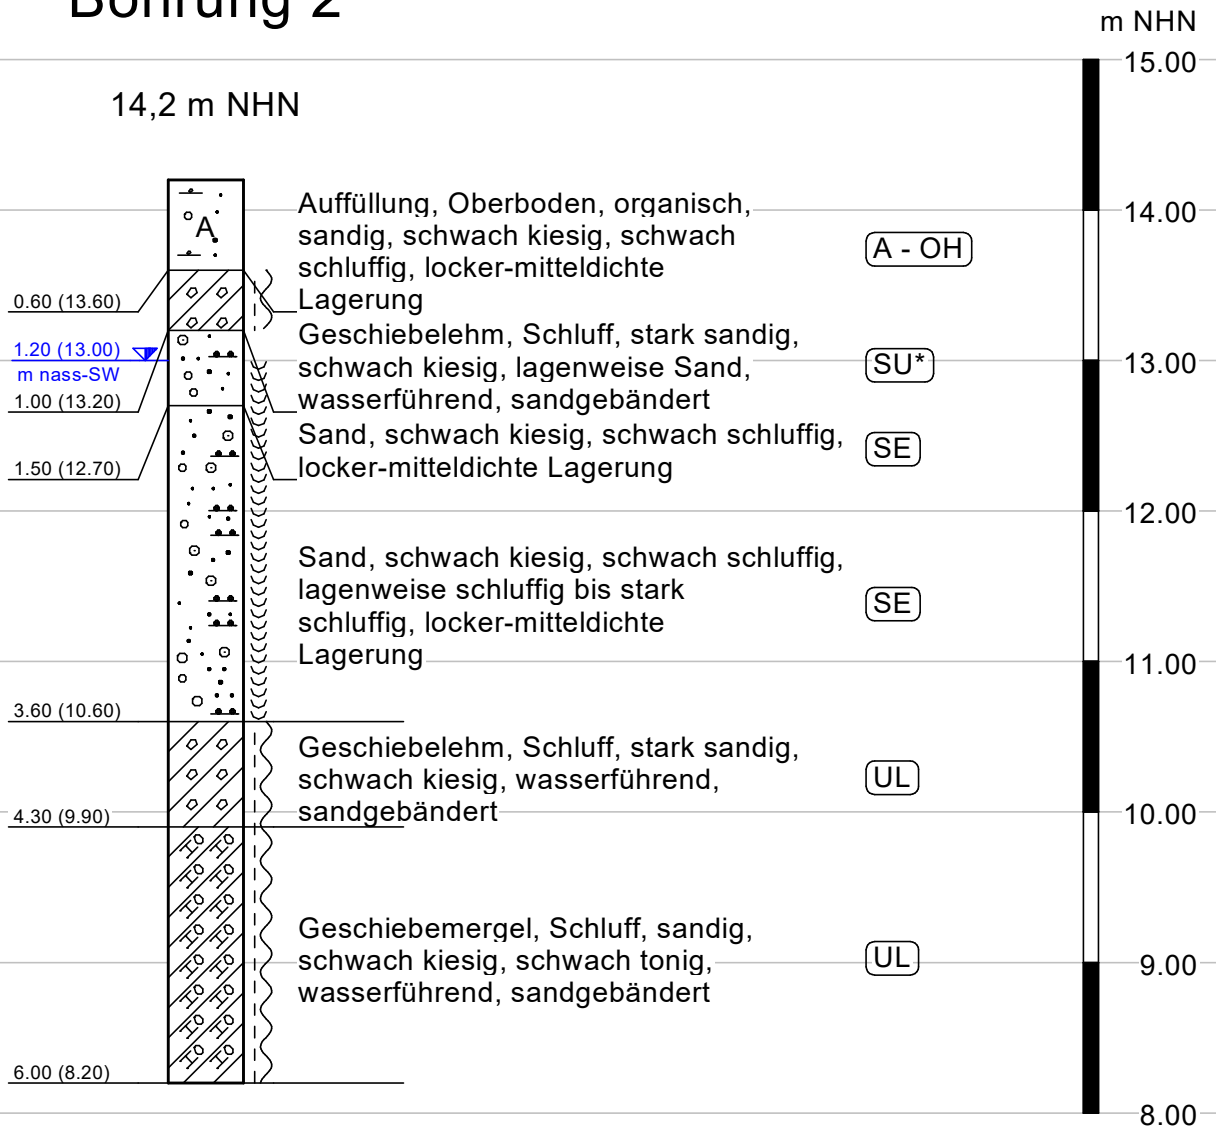 Bohrung 2
m NHN
15.00
14,2 m NHN
14.00
Auffüllung, Oberboden, organisch,
sandig, schwach kiesig, schwach
schluffig, locker-mitteldichte
Lagerung
A - OH
A
0.60 (13.60)
Geschiebelehm, Schluff, stark sandig,
schwach kiesig, lagenweise Sand,
wasserführend, sandgebändert
SU*
1.20 (13.00)
m nass-SW
1.00 (13.20)
13.00
Sand, schwach kiesig, schwach schluffig,
locker-mitteldichte Lagerung
SE
1.50 (12.70)
12.00
Sand, schwach kiesig, schwach schluffig,
lagenweise schluffig bis stark
schluffig, locker-mitteldichte
Lagerung
SE
11.00
3.60 (10.60)
Geschiebelehm, Schluff, stark sandig,
schwach kiesig, wasserführend,
sandgebändert
UL
10.00
4.30 (9.90)
Geschiebemergel, Schluff, sandig,
schwach kiesig, schwach tonig,
wasserführend, sandgebändert
UL
9.00
6.00 (8.20)
8.00